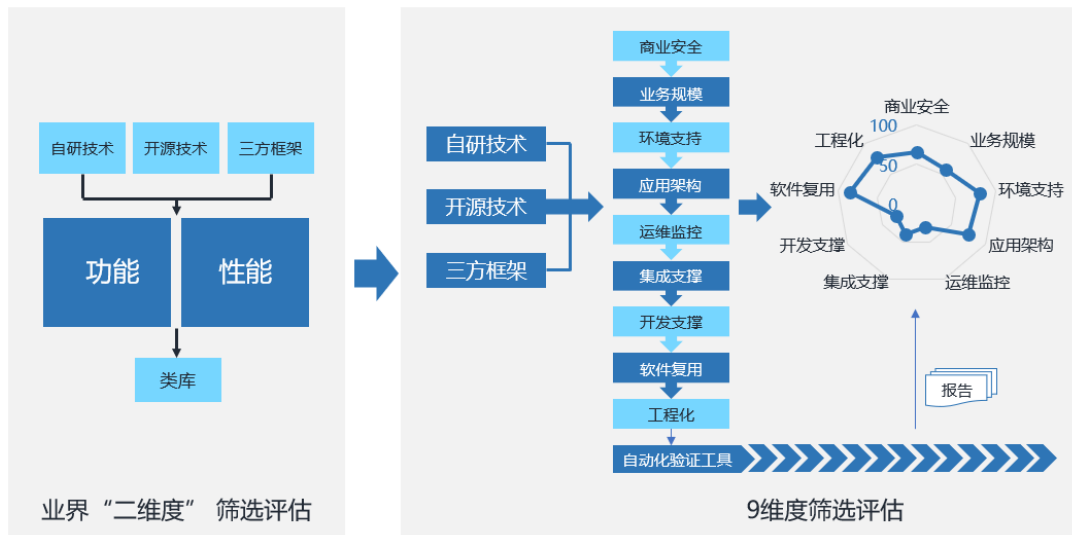 自研技术
开源技术
三方框架
功能
性能
类库
业界“二维度” 筛选评估
自研技术
开源技术
三方框架
商业安全
业务规模
环境支持
应用架构
运维监控
集成支撑
开发支撑
软件复用
工程化
自动化验证工具
商业安全
100
工程化
业务规模
50
软件复用
环境支持
0
开发支撑
应用架构
集成支撑
运维监控
报告
9维度筛选评估